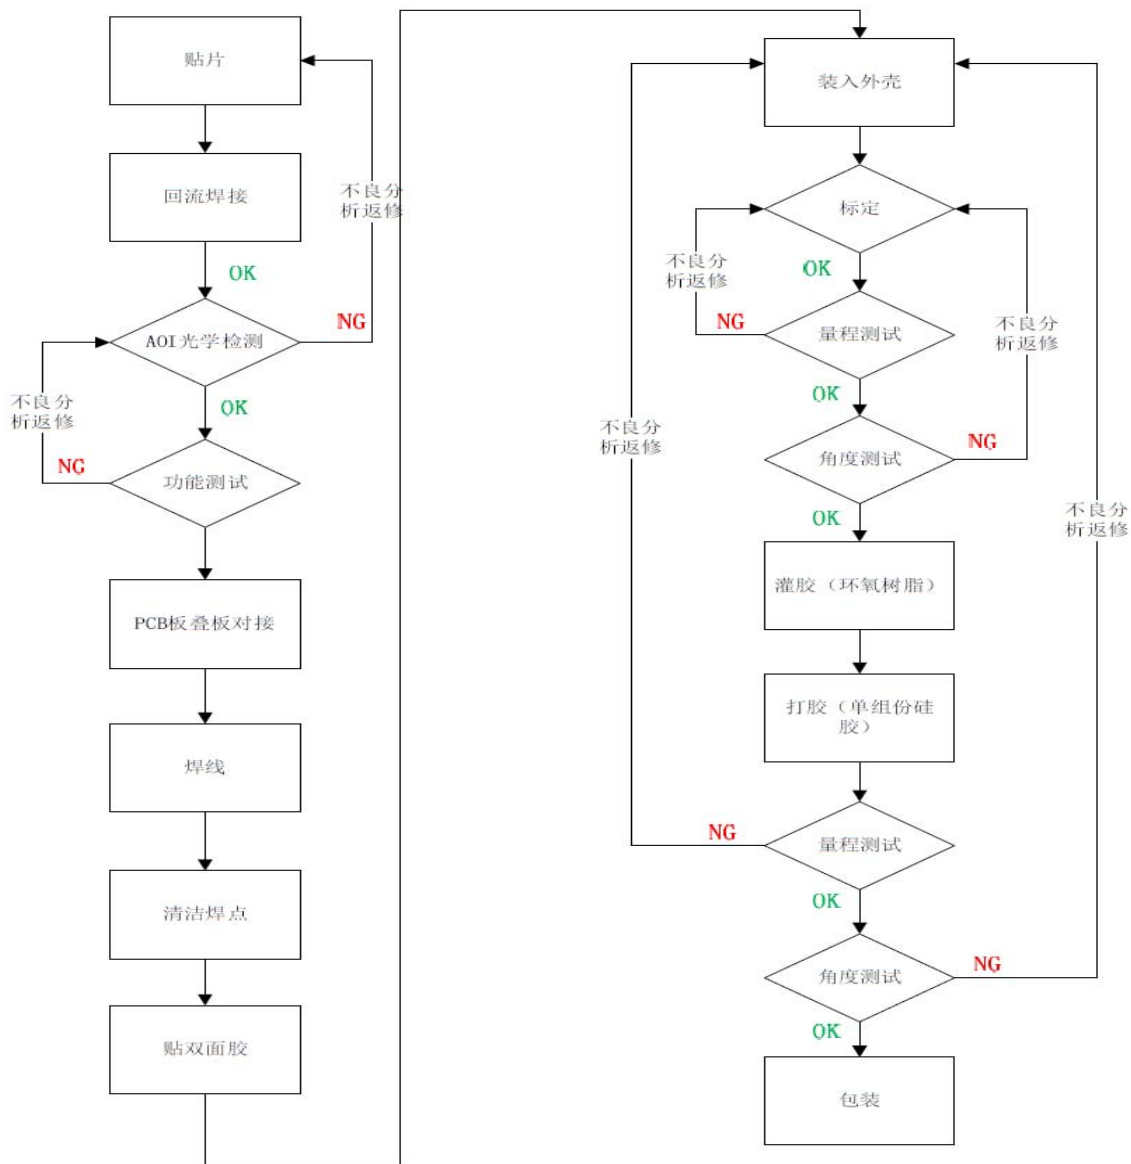 贴片
回流焊接
不良分
析返修
OK
AOI光学检测
NG
不良分
析返修
OK
NG
功能测试
PCB板叠板对接
焊线
清洁焊点
贴双面胶
装入外壳
标定
不良分
析返修
OK
NG
量程测试
不良分
析返修
OK
角度测试
NG
不良分
析返修
OK
不良分
析返修
灌胶（环氧树脂）
打胶（单组份硅
胶）
NG
量程测试
OK
角度测试
NG
OK
包装